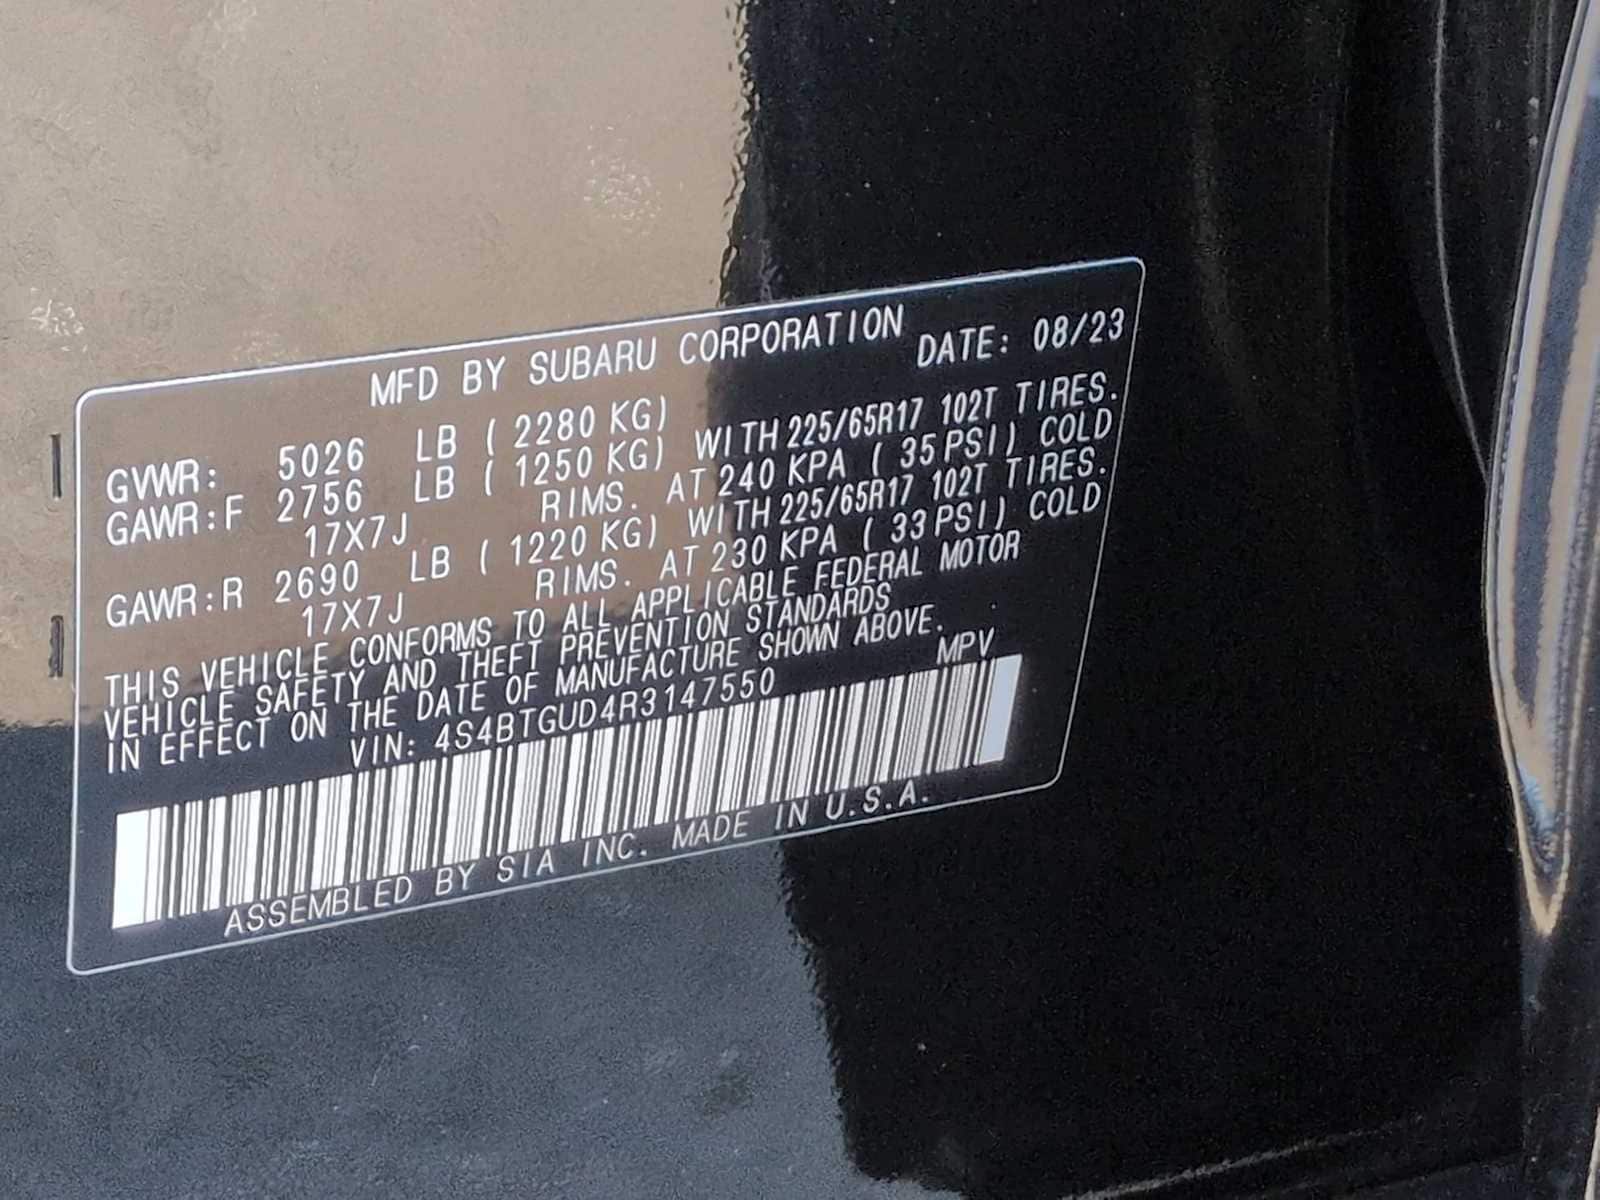 MFD BY SUBARU CORPORATION DATE: 08/23
GVWR: 5026 LB ( 2280 KG)
GAWR:F 2756 LB ( 1250 KG) WITH 225/65R17 102T TIRES.
17X7J RIMS. AT 240 KPA ( 35 PSI) COLD
GAWR:R 2690 LB ( 1220 KG) WITH 225/65R17 102T TIRES.
17X7J RIMS. AT 230 KPA ( 33 PSI) COLD
THIS VEHICLE CONFORMS TO ALL APPLICABLE FEDERAL MOTOR
VEHICLE SAFETY AND THEFT PREVENTION STANDARDS
IN EFFECT ON THE DATE OF MANUFACTURE SHOWN ABOVE.
VIN: 4S4BTGUD4R3147550 MPV
ASSEMBLED BY SIA INC. MADE IN U.S.A.